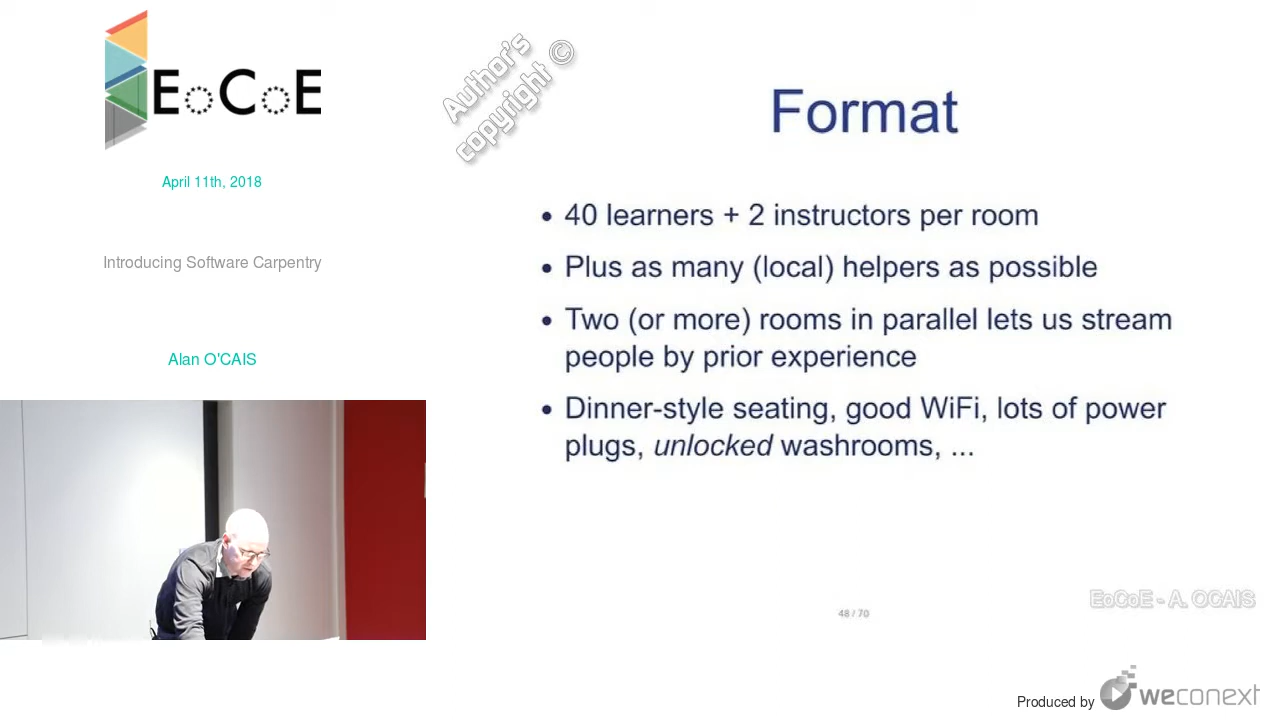 EoCoE
April 11th, 2018
Introducing Software Carpentry
Alan O'CAIS
Author's
copyright ©
Format
• 40 learners + 2 instructors per room
• Plus as many (local) helpers as possible
• Two (or more) rooms in parallel lets us stream
people by prior experience
• Dinner-style seating, good WiFi, lots of power
plugs, unlocked washrooms, ...
48 / 70
EoCoE - A. OCAIS
Produced by weconext